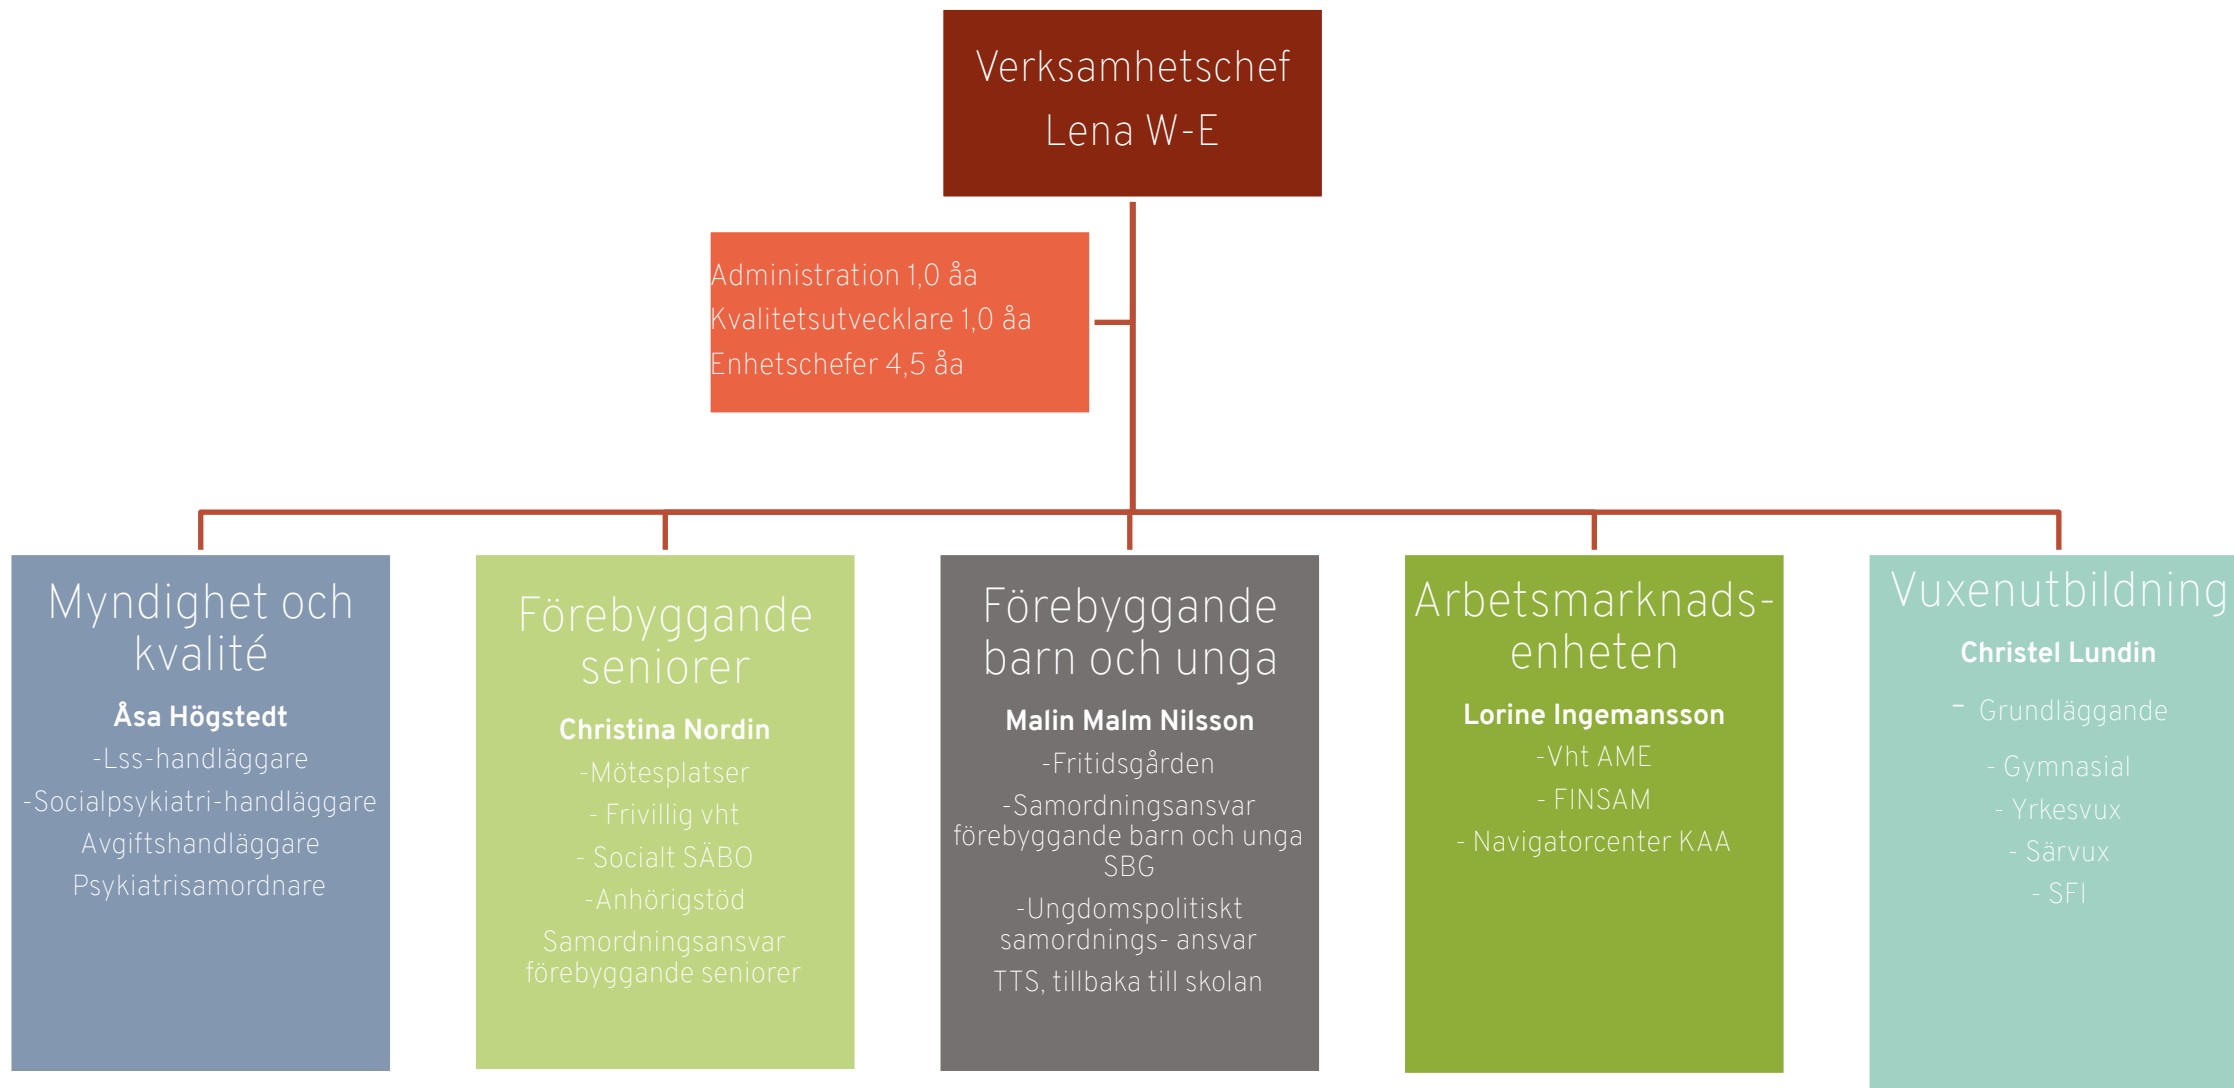 Verksamhetschef
Lena W-E
Administration 1,0 åa
Kvalitetsutvecklare 1,0 åa
Enhetschefer 4,5 åa
Myndighet och
kvalité
Åsa Högstedt
-Lss-handläggare
-Socialpsykiatri-handläggare
Avgiftshandläggare
Psykiatrisamordnare
Förebyggande
seniorer
Christina Nordin
-Mötesplatser
- Frivillig vht
- Socialt SÄBO
-Anhörigstöd
Samordningsansvar
förebyggande seniorer
Förebyggande
barn och unga
Malin Malm Nilsson
-Fritidsgården
-Samordningsansvar
förebyggande barn och unga
SBG
-Ungdomspolitiskt
samordnings- ansvar
TTS, tillbaka till skolan
Arbetsmarknads-
enheten
Lorine Ingemansson
-Vht AME
- FINSAM
- Navigatorcenter KAA
Vuxenutbildning
Christel Lundin
- Grundläggande
- Gymnasial
- Yrkesvux
- Särvux
- SFI